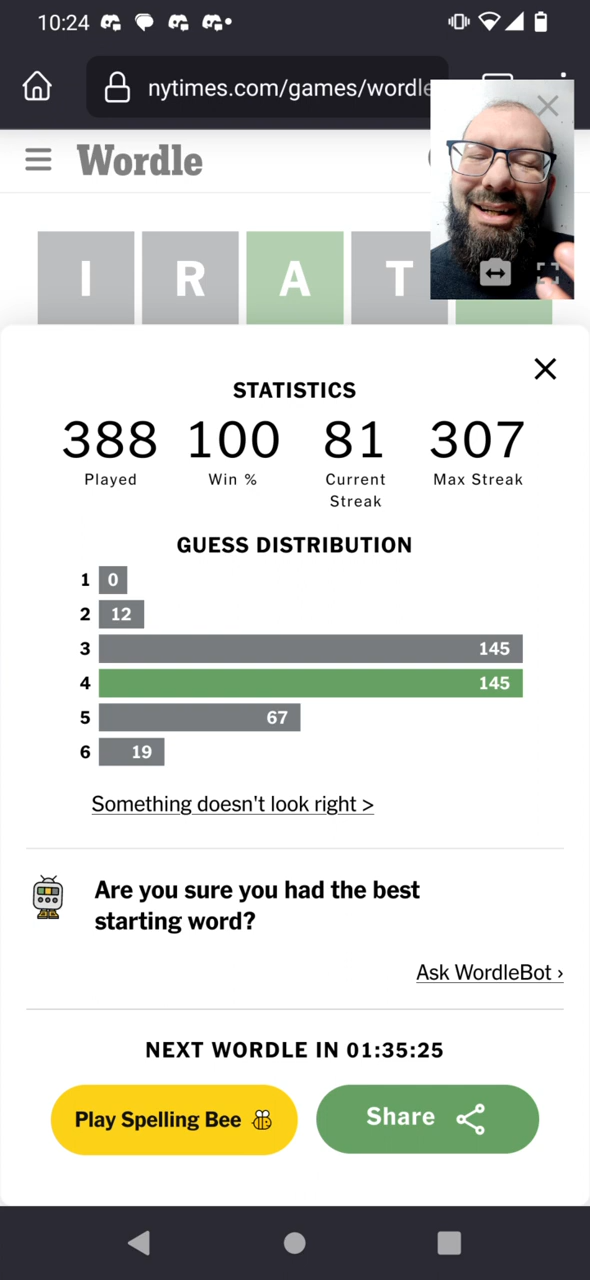 10:24
nytimes.com/games/wordle
Wordle
I R A T
STATISTICS
388 100 81 307
Played Win % Current Streak Max Streak
GUESS DISTRIBUTION
1 0
2 12
3 145
4 145
5 67
6 19
Something doesn't look right >
Are you sure you had the best
starting word?
Ask WordleBot ›
NEXT WORDLE IN 01:35:25
Play Spelling Bee
Share